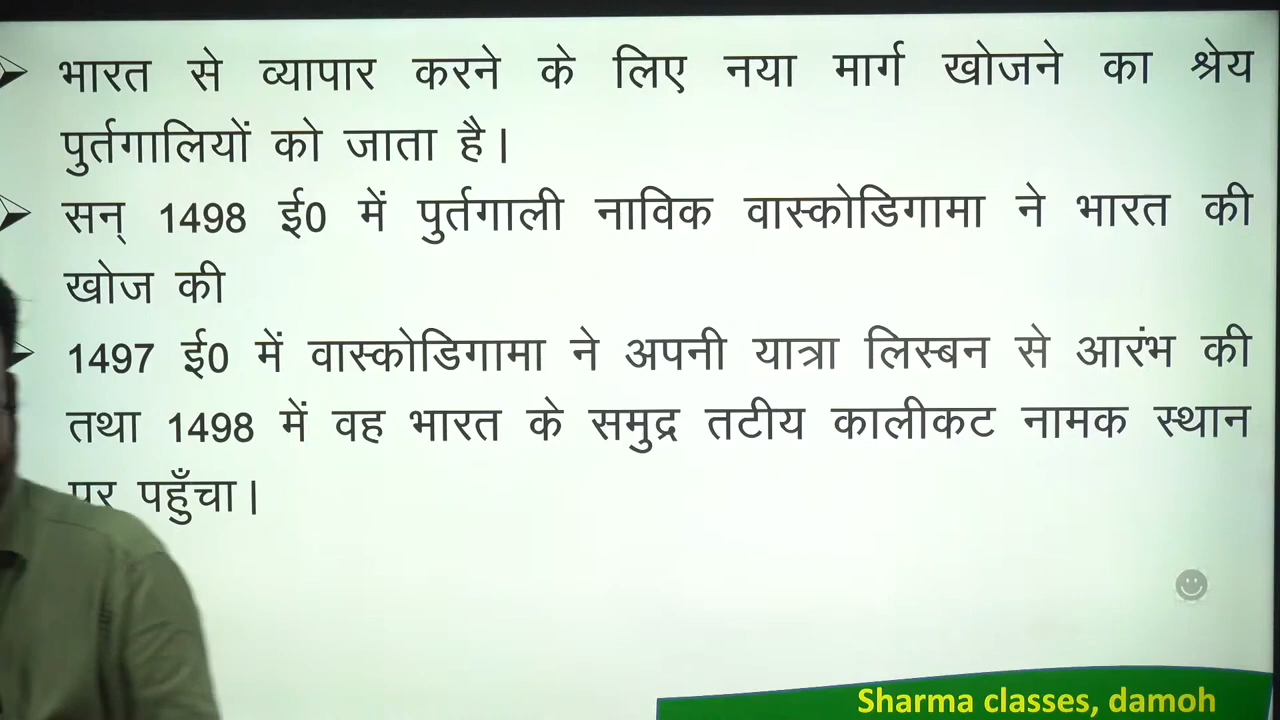 भारत से व्यापार करने के लिए नया मार्ग खोजने का श्रेय
पुर्तगालियों को जाता है।
सन् 1498 ई0 में पुर्तगाली नाविक वास्कोडिगामा ने भारत की
खोज की
1497 ई0 में वास्कोडिगामा ने अपनी यात्रा लिस्बन से आरंभ की
तथा 1498 में वह भारत के समुद्र तटीय कालीकट नामक स्थान
पर पहुँचा।
Sharma classes, damoh